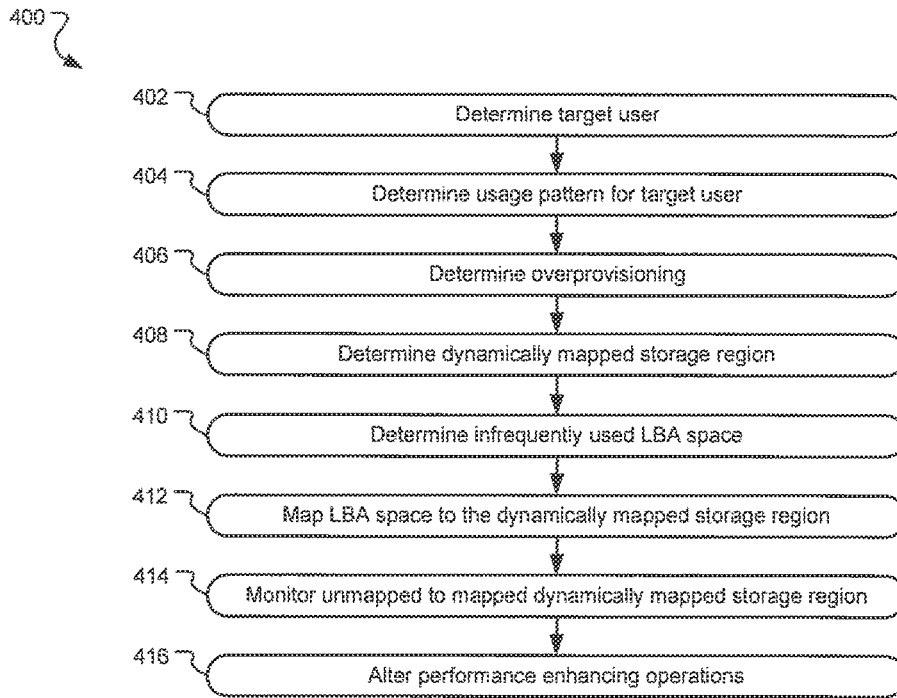 400
402
Determine target user
404
Determine usage pattern for target user
406
Determine overprovisioning
408
Determine dynamically mapped storage region
410
Determine infrequently used LBA space
412
Map LBA space to the dynamically mapped storage region
414
Monitor unmapped to mapped dynamically mapped storage region
416
Alter performance enhancing operations